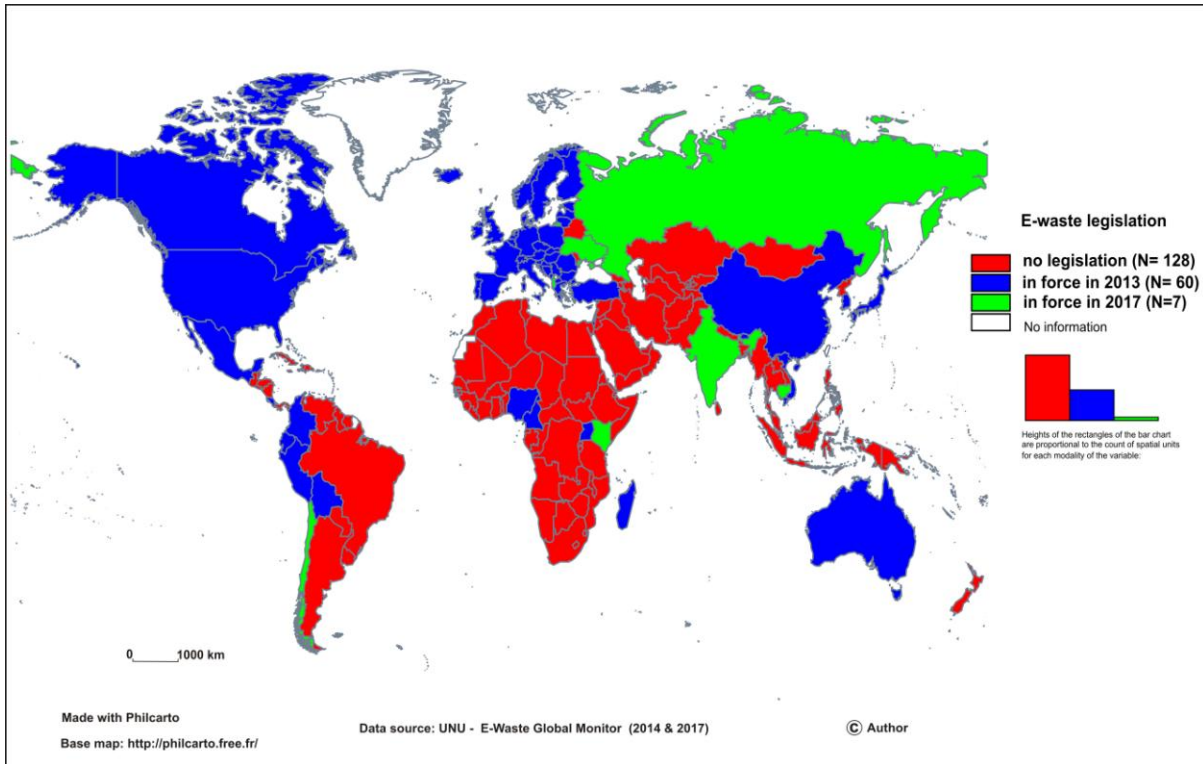 E-waste legislation
no legislation (N= 128)
in force in 2013 (N= 60)
in force in 2017 (N=7)
No information
Heights of the rectangles of the bar chart
are proportional to the count of spatial units
for each modality of the variable:
0 1000 km
Made with Philcarto
Data source: UNU - E-Waste Global Monitor (2014 & 2017)
© Author
Base map: http://philcarto.free.fr/